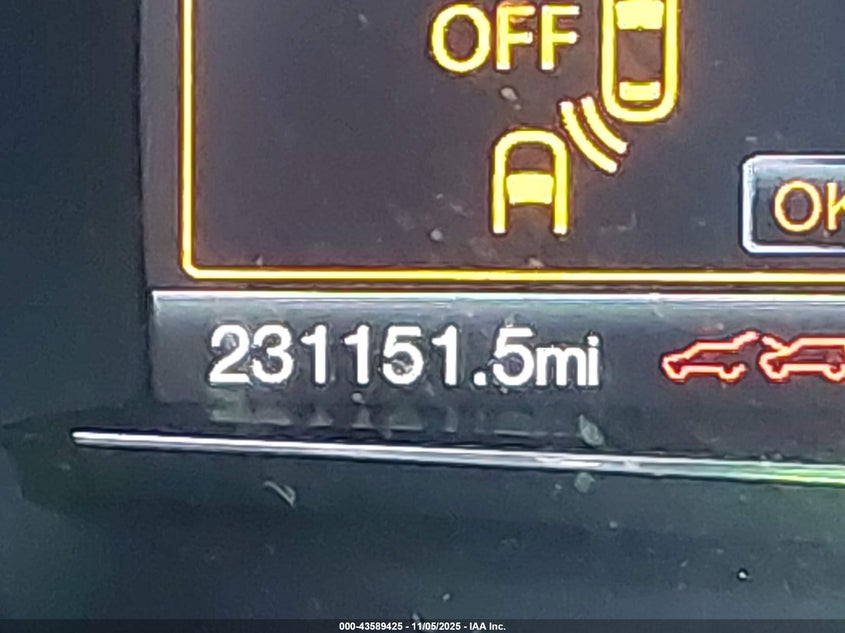 OFF
OK
231151.5mi
000-43589425 - 11/05/2025 - IAA Inc.